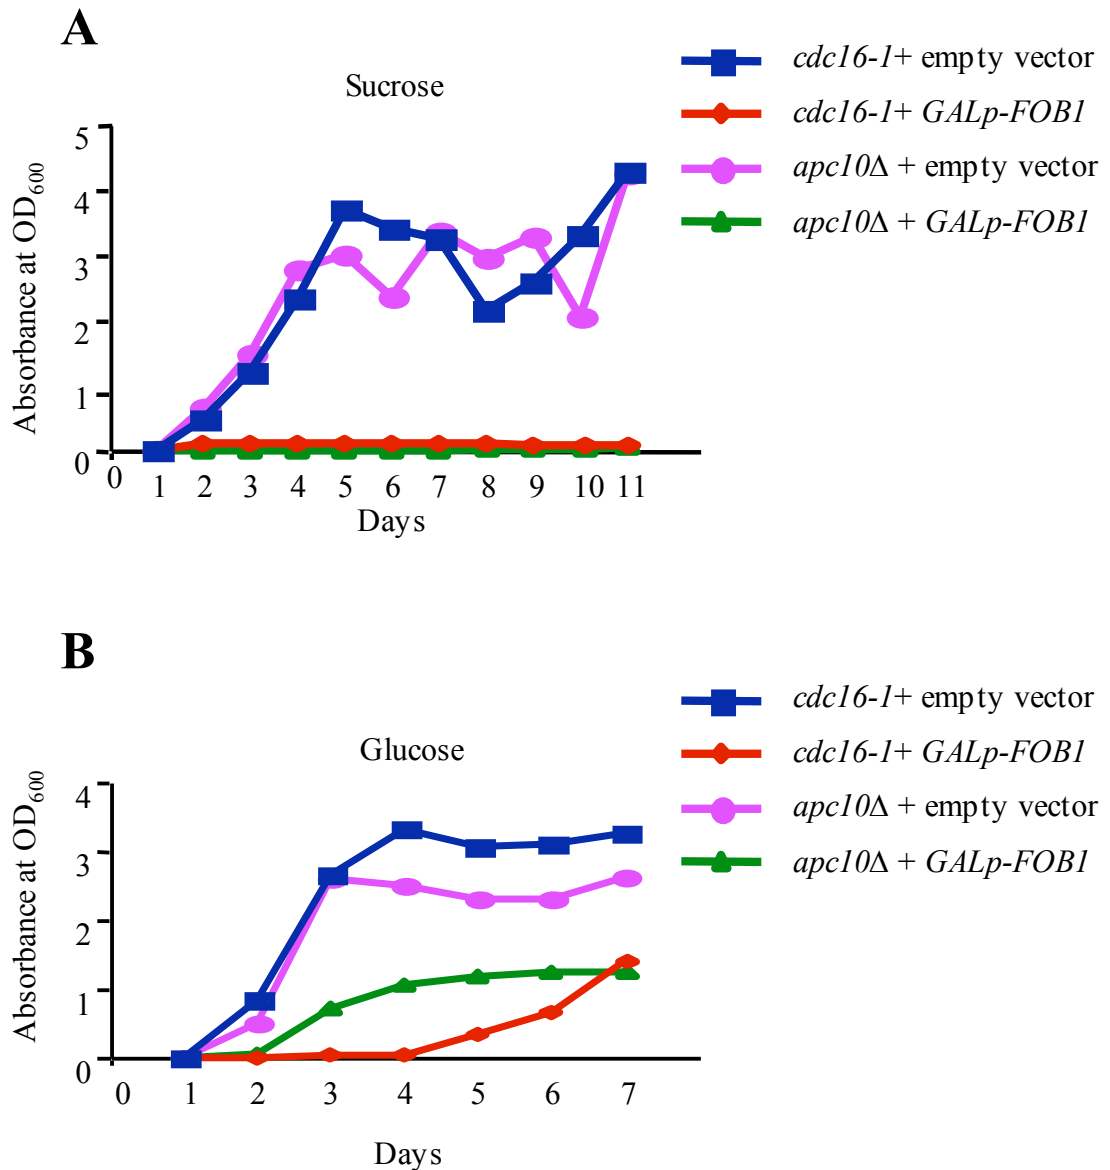 A
Sucrose
cdc16-1+ empty vector
cdc16-1+ GALp-FOB1
apc10Δ + empty vector
apc10Δ + GALp-FOB1
Absorbance at OD600
5
4
3
2
1
0
0 1 2 3 4 5 6 7 8 9 10 11
Days
B
Glucose
cdc16-1+ empty vector
cdc16-1+ GALp-FOB1
apc10Δ + empty vector
apc10Δ + GALp-FOB1
Absorbance at OD600
4
3
2
1
0
0 1 2 3 4 5 6 7
Days